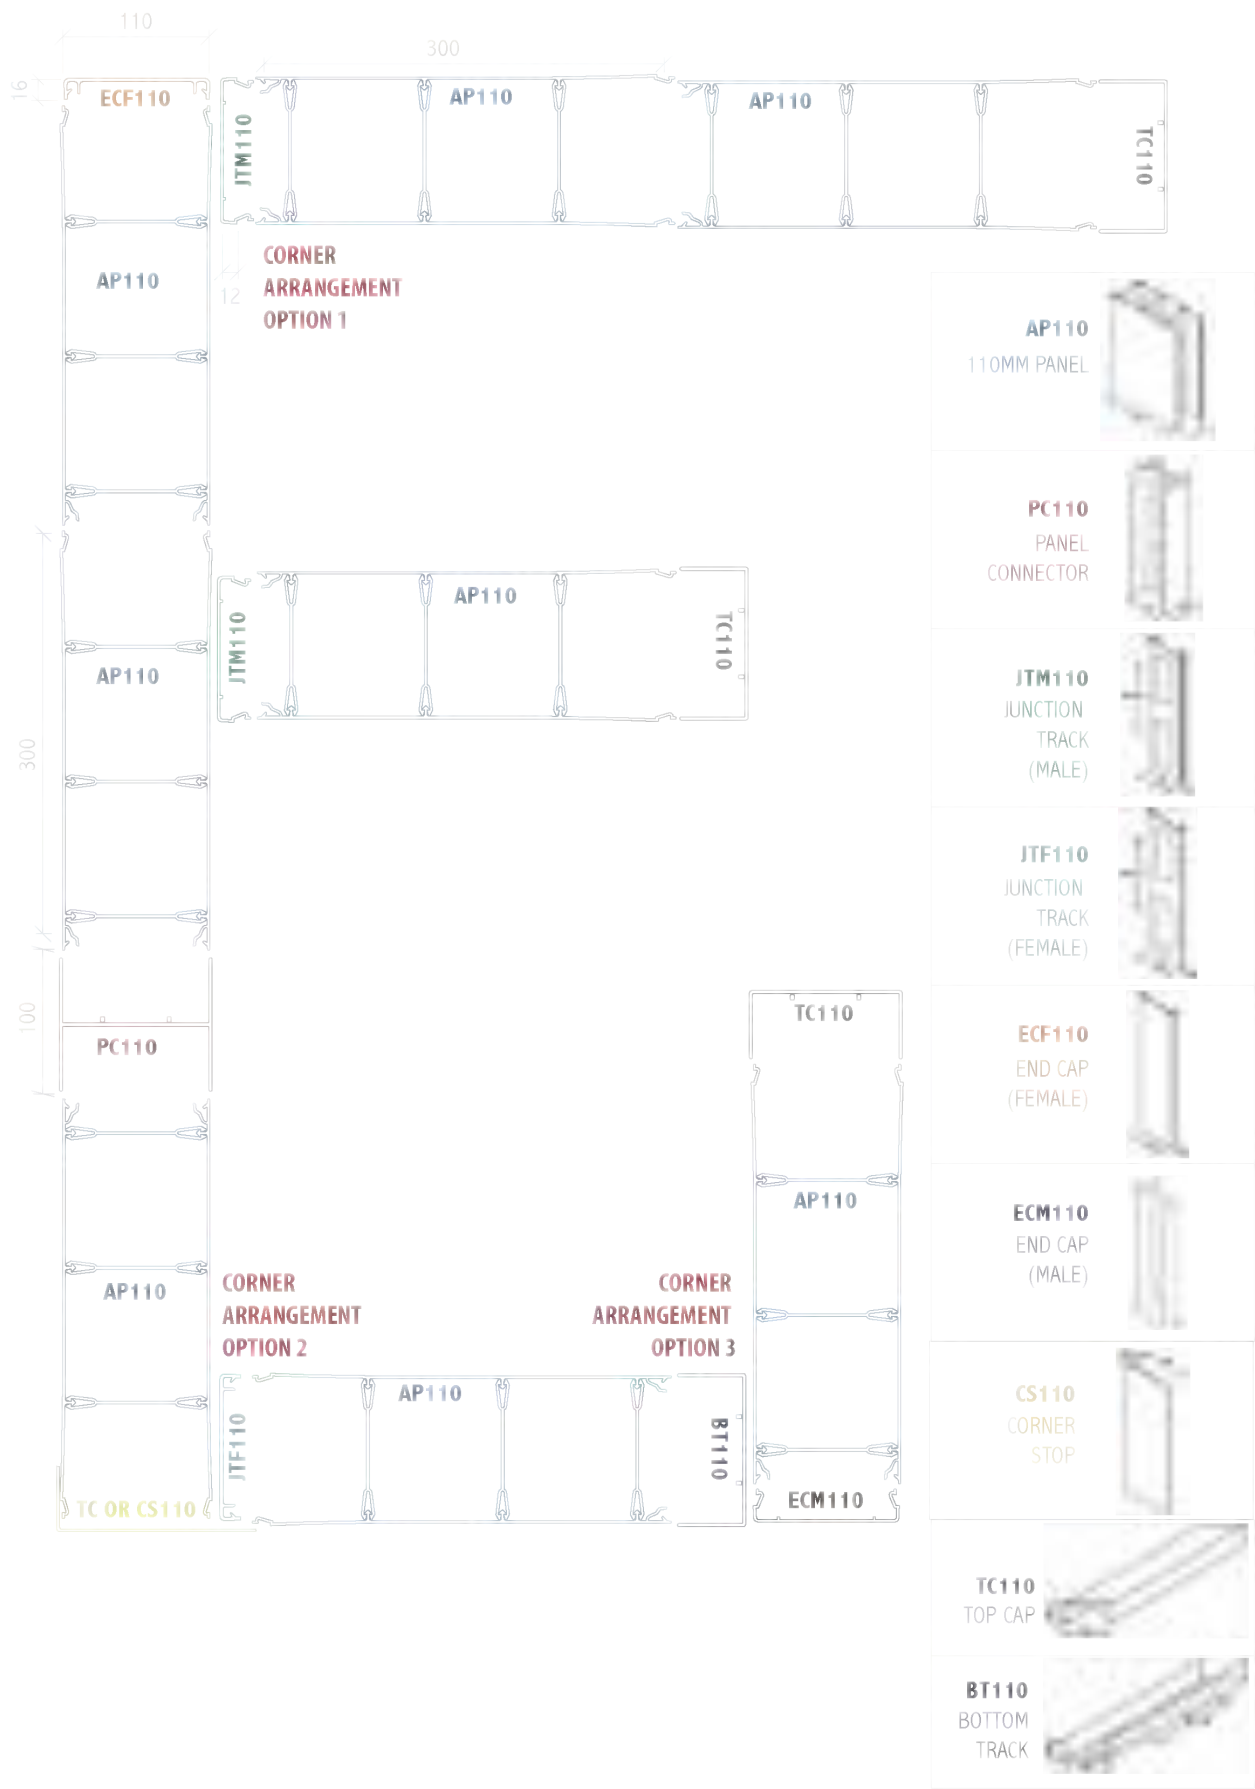 110
300
16
ECF110
AP110
AP110
JTM110
TC110
CORNER
ARRANGEMENT
OPTION 1
12
AP110
AP110
110MM PANEL
PC110
PANEL
CONNECTOR
JTM110
JUNCTION
TRACK
(MALE)
AP110
JTM110
TC110
AP110
300
JTF110
JUNCTION
TRACK
(FEMALE)
100
PC110
TC110
ECF110
END CAP
(FEMALE)
AP110
ECM110
END CAP
(MALE)
AP110
CORNER
ARRANGEMENT
OPTION 2
CORNER
ARRANGEMENT
OPTION 3
AP110
JTF110
BT110
CS110
CORNER
STOP
TC OR CS110
ECM110
TC110
TOP CAP
BT110
BOTTOM
TRACK